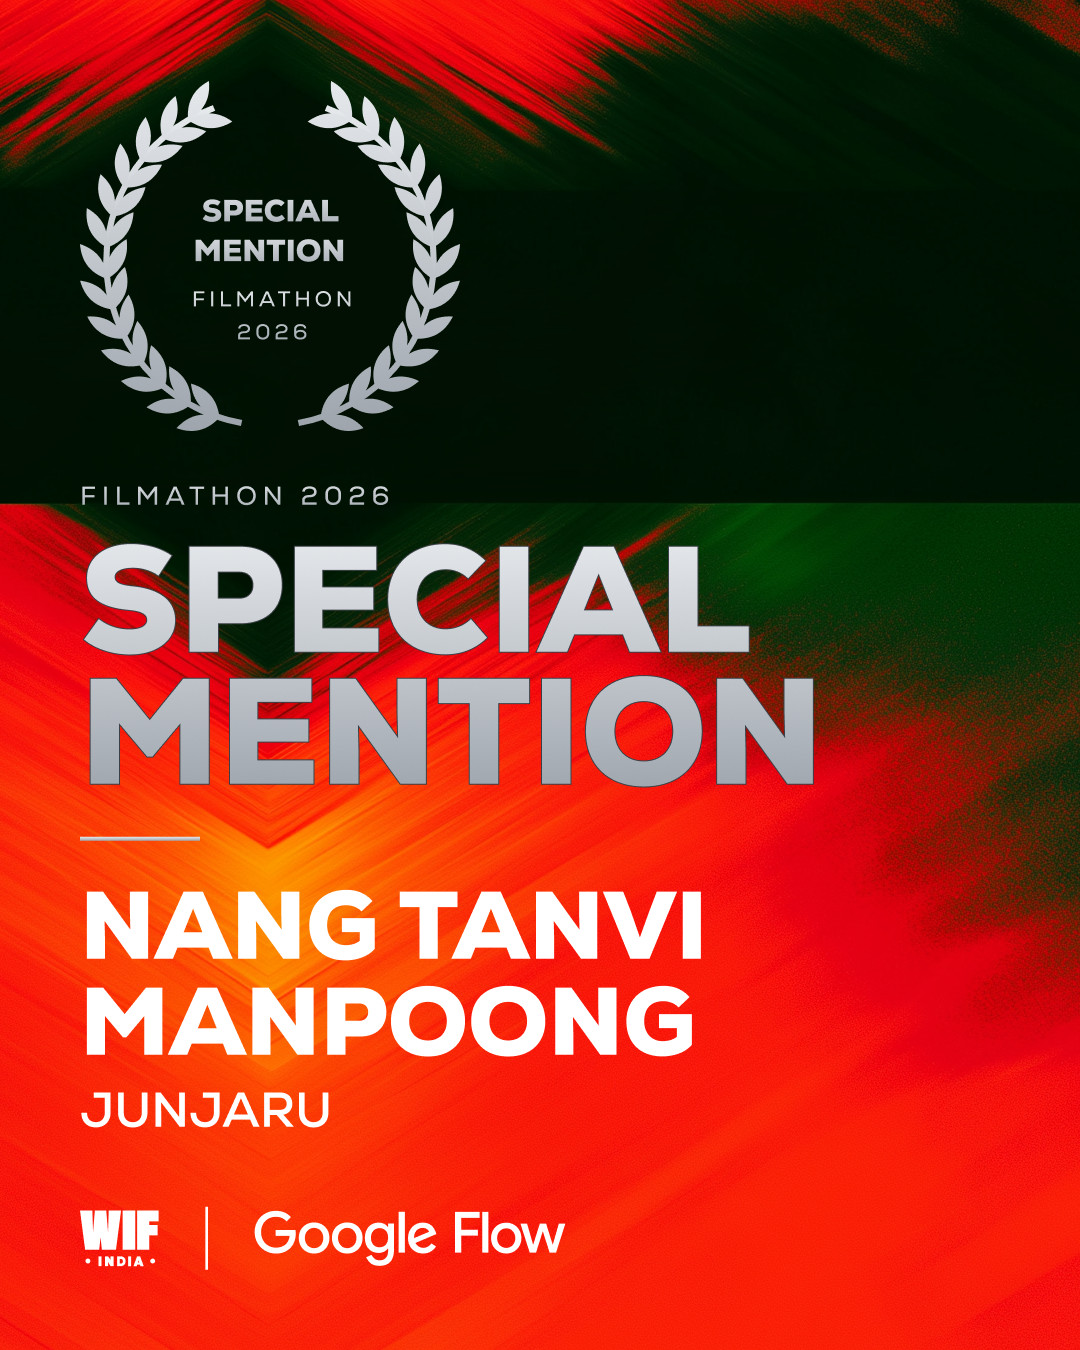 SPECIAL
MENTION
FILMATHON
2026
FILMATHON 2026
SPECIAL
MENTION
NANG TANVI
MANPOONG
JUNJARU
WIF
• INDIA •
Google Flow